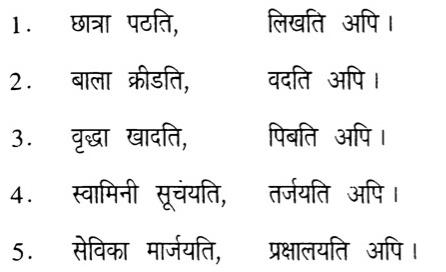 1. छात्रा पठति, लिखति अपि ।
2. बाला क्रीडति, वदति अपि ।
3. वृद्धा खादति, पिबति अपि ।
4. स्वामिनी सूचंयति, तर्जयति अपि ।
5. सेविका मार्जयति, प्रक्षालयति अपि ।